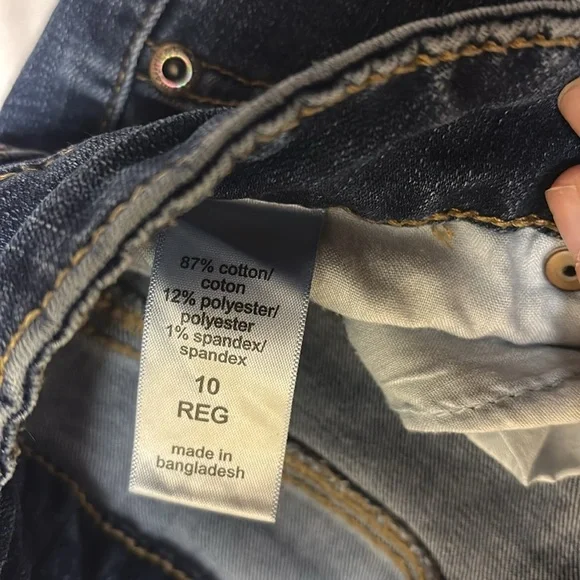 87% cotton/
coton
12% polyester/
polyester
1% spandex/
spandex
10
REG
made in
bangladesh